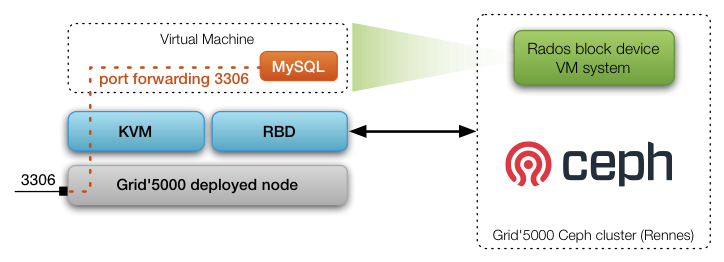 Virtual Machine
MySQL
port forwarding 3306
KVM
RBD
Grid'5000 deployed node
3306
Rados block device
VM system
ceph
Grid'5000 Ceph cluster (Rennes)